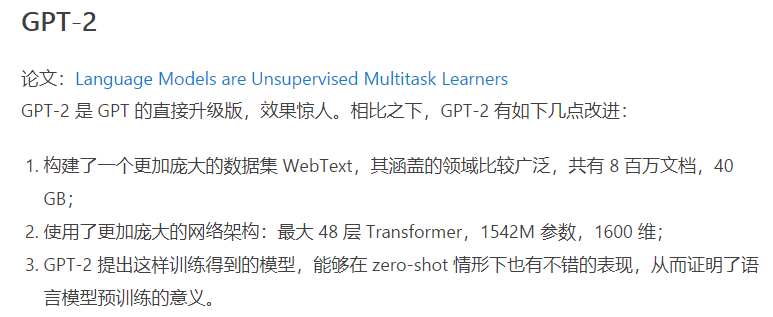 GPT-2
论文：Language Models are Unsupervised Multitask Learners
GPT-2 是 GPT 的直接升级版，效果惊人。相比之下，GPT-2 有如下几点改进：
1. 构建了一个更加庞大的数据集 WebText，其涵盖的领域比较广泛，共有 8 百万文档，40
GB；
2. 使用了更加庞大的网络架构：最大 48 层 Transformer，1542M 参数，1600 维；
3. GPT-2 提出这样训练得到的模型，能够在 zero-shot 情形下也有不错的表现，从而证明了语
言模型预训练的意义。